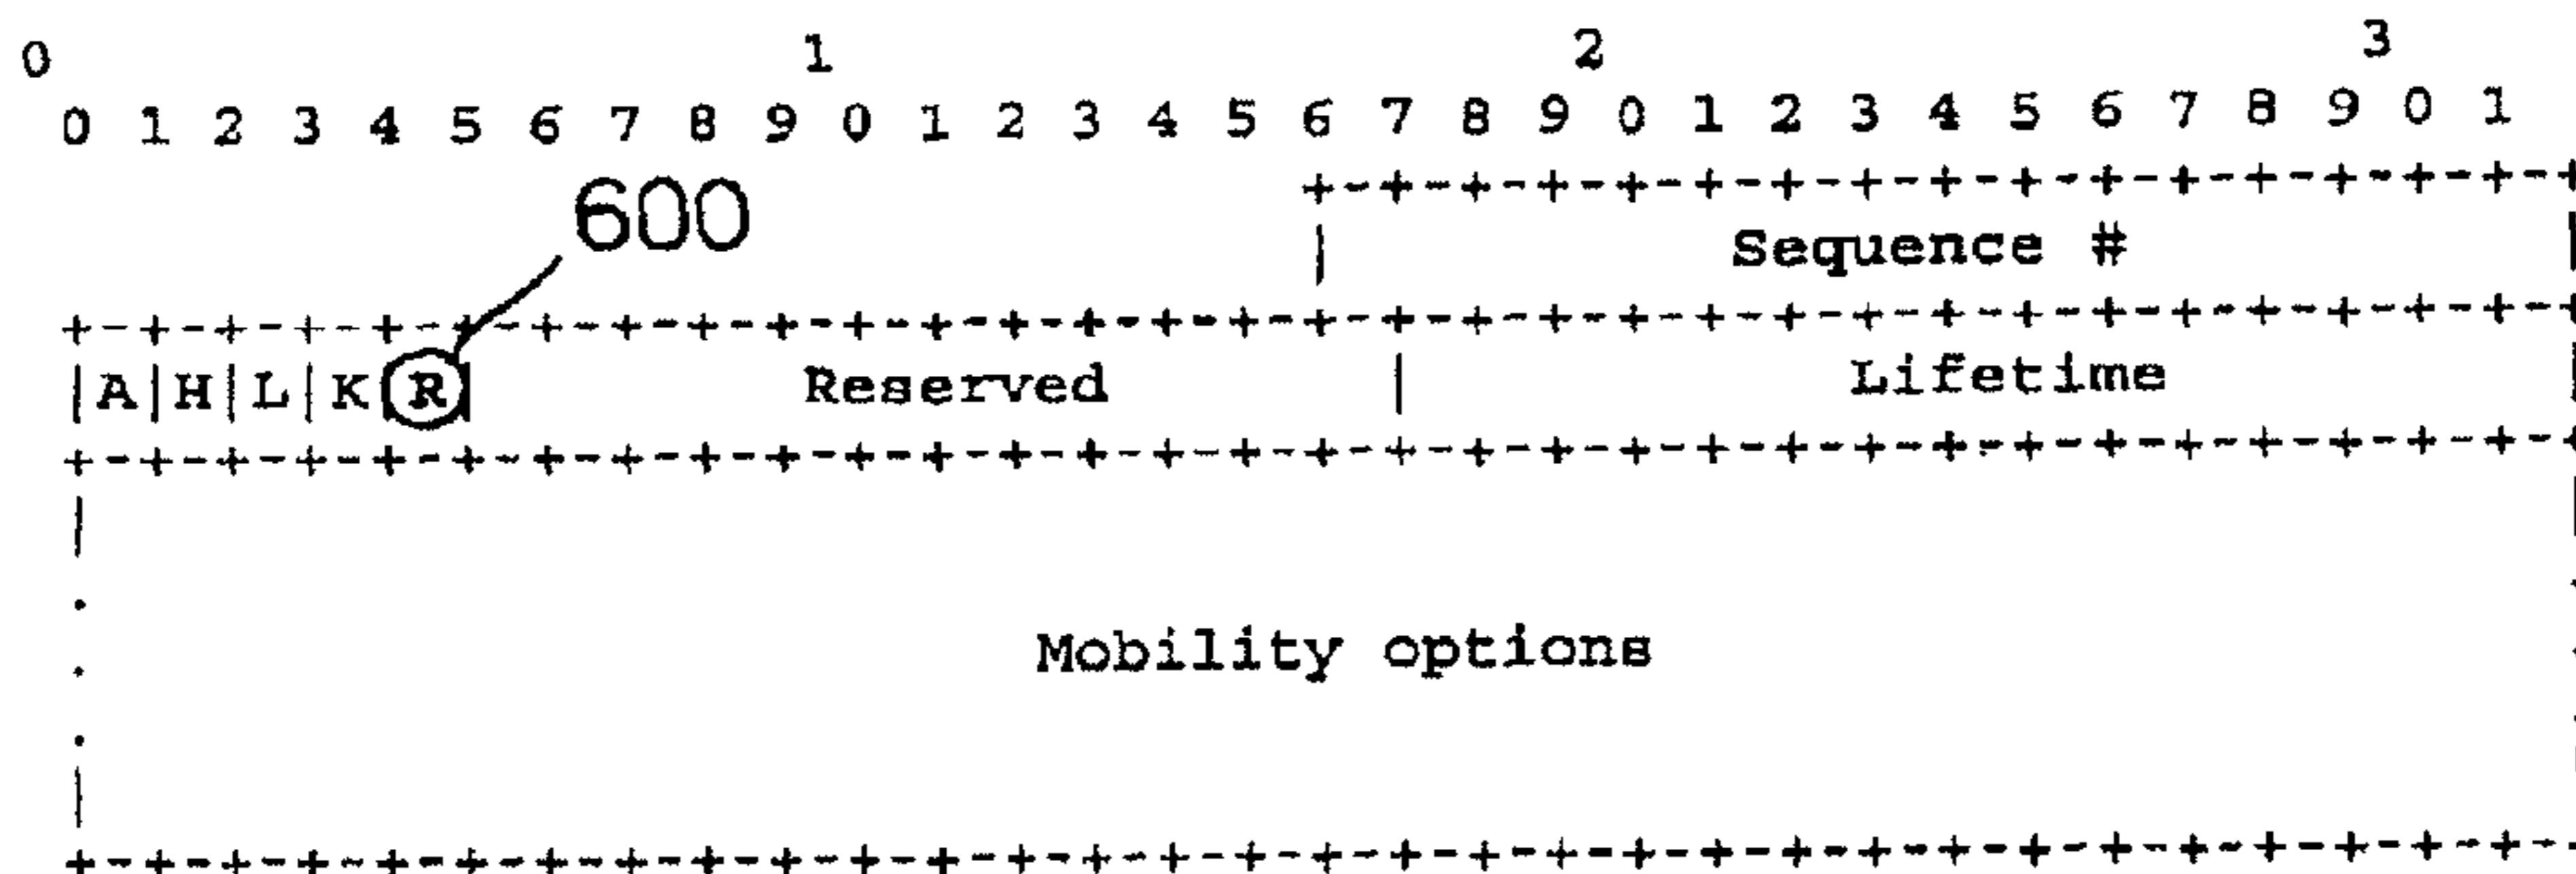 0 1 2 3
0 1 2 3 4 5 6 7 8 9 0 1 2 3 4 5 6 7 8 9 0 1 2 3 4 5 6 7 8 9 0 1
+-+-+-+-+-+-+-+-+-+-+-+-+-+-+-+-+
600
| Sequence # |
+-+-+-+-+-+-+-+-+-+-+-+-+-+-+-+-+-+-+-+-+-+-+-+-+-+-+-+-+-+-+-+-+
|A|H|L|K|R| Reserved | Lifetime |
+-+-+-+-+-+-+-+-+-+-+-+-+-+-+-+-+-+-+-+-+-+-+-+-+-+-+-+-+-+-+-+-+
| |
. .
. Mobility options .
. .
| |
+-+-+-+-+-+-+-+-+-+-+-+-+-+-+-+-+-+-+-+-+-+-+-+-+-+-+-+-+-+-+-+-+